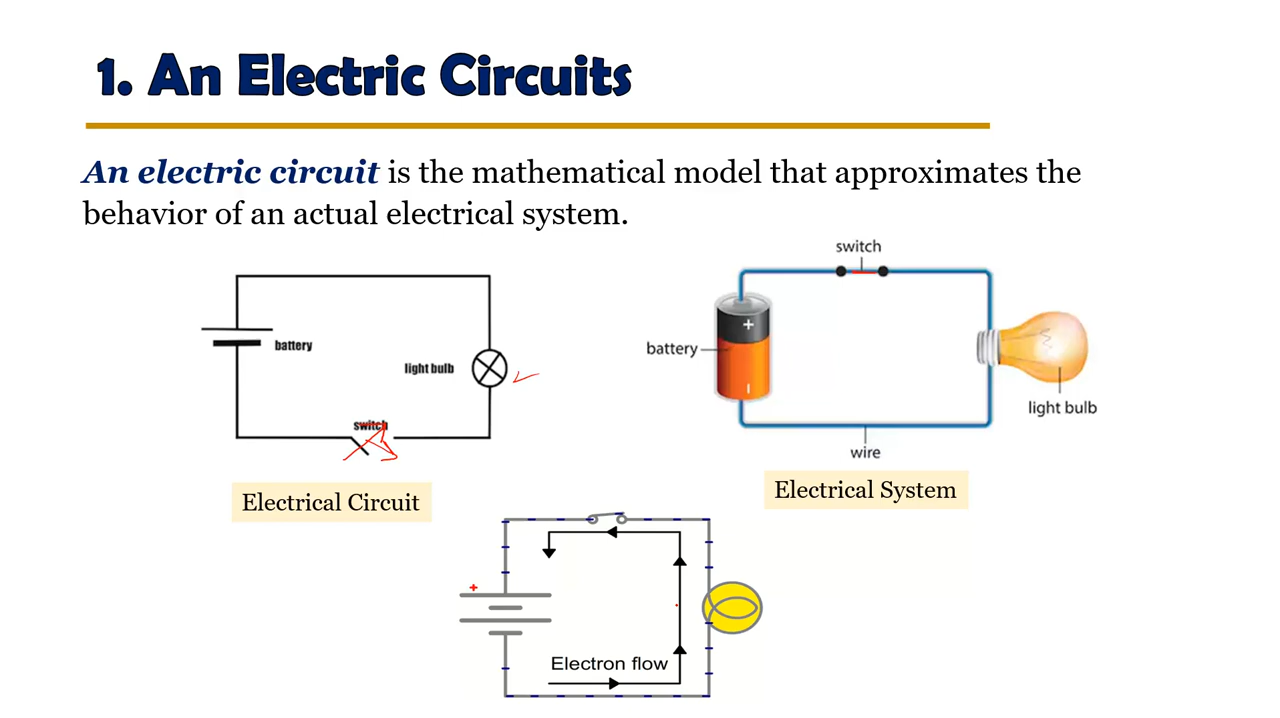 1. An Electric Circuits
An electric circuit is the mathematical model that approximates the
behavior of an actual electrical system.
switch
battery
light bulb
switch
Electrical Circuit
battery
+
light bulb
wire
Electrical System
+
Electron flow